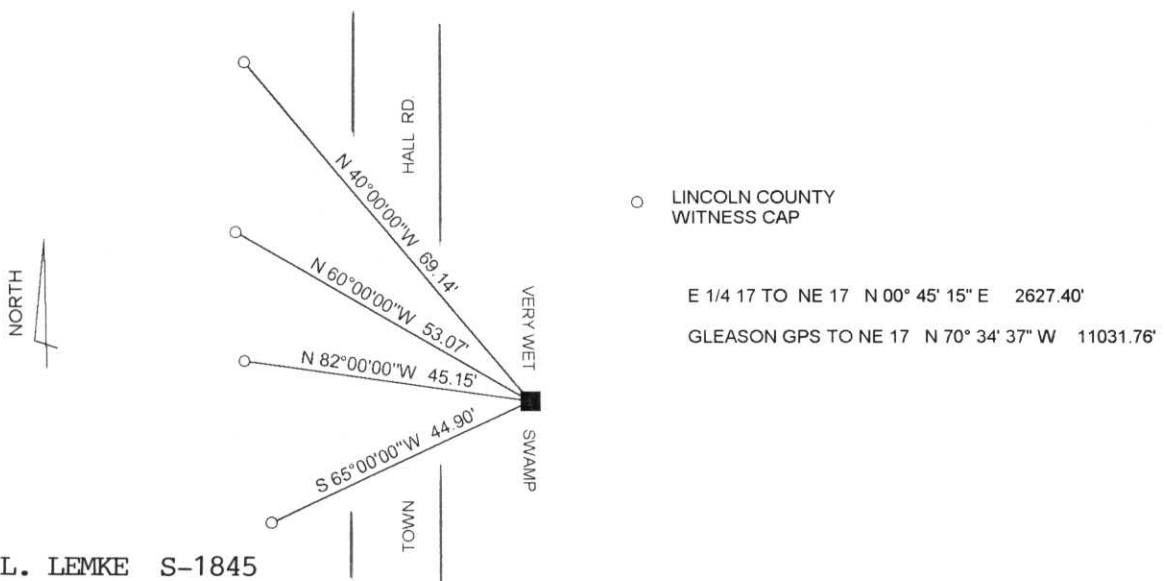 HALL RD.
N 40°00'00"W 69.14'
LINCOLN COUNTY
WITNESS CAP
NORTH
N 60°00'00"W 53.07'
VERY WET
E 1/4 17 TO NE 17 N 00° 45' 15" E 2627.40'
GLEASON GPS TO NE 17 N 70° 34' 37" W 11031.76'
N 82°00'00"W 45.15'
S 65°00'00"W 44.90'
SWAMP
TOWN
L. LEMKE S-1845